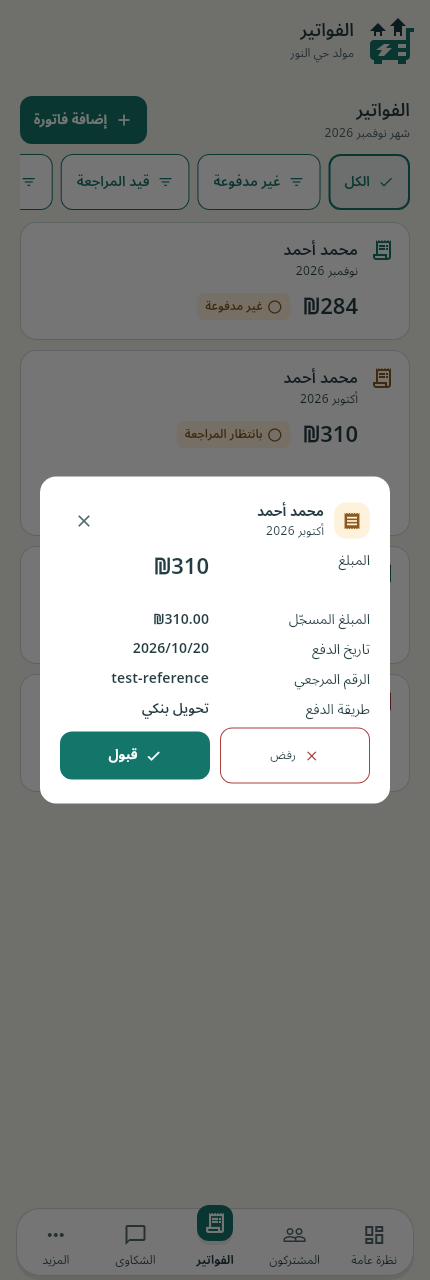 الفواتير
مولد حي النور
الفواتير
شهر نوفمبر 2026
إضافة فاتورة
الكل
غير مدفوعة
قيد المراجعة
محمد أحمد
نوفمبر 2026
₪284
غير مدفوعة
محمد أحمد
أكتوبر 2026
₪310
بانتظار المراجعة
محمد أحمد
أكتوبر 2026
المبلغ
₪310
المبلغ المسجّل
₪310.00
تاريخ الدفع
2026/10/20
الرقم المرجعي
test-reference
طريقة الدفع
تحويل بنكي
رفض
قبول
نظرة عامة
المشتركون
الفواتير
الشكاوى
المزيد